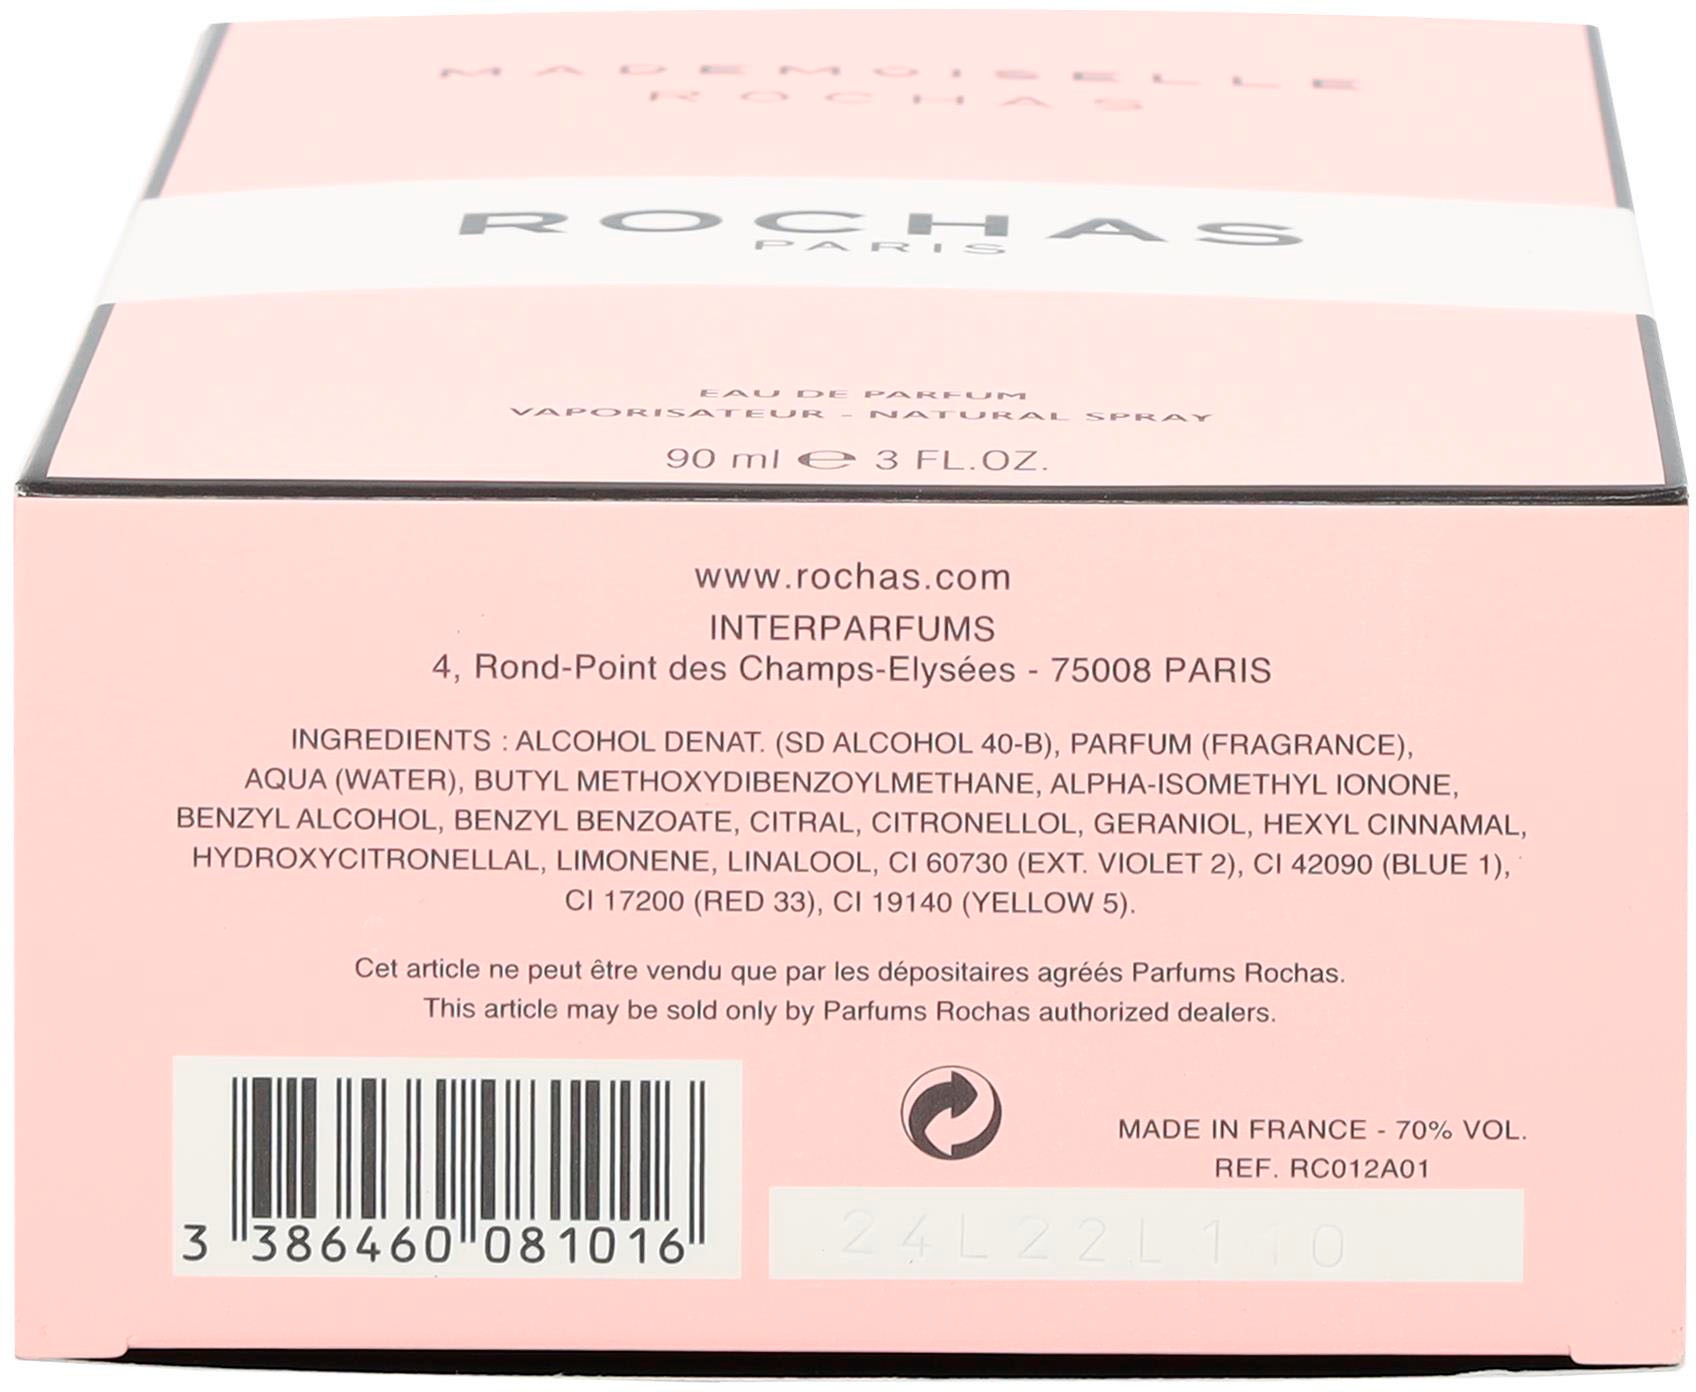 MADEMOISELLE
ROCHAS
ROCHAS
PARIS
EAU DE PARFUM
VAPORISATEUR - NATURAL SPRAY
90 ml ℮ 3 FL.OZ.
www.rochas.com
INTERPARFUMS
4, Rond-Point des Champs-Elysées - 75008 PARIS
INGREDIENTS : ALCOHOL DENAT. (SD ALCOHOL 40-B), PARFUM (FRAGRANCE),
AQUA (WATER), BUTYL METHOXYDIBENZOYLMETHANE, ALPHA-ISOMETHYL IONONE,
BENZYL ALCOHOL, BENZYL BENZOATE, CITRAL, CITRONELLOL, GERANIOL, HEXYL CINNAMAL,
HYDROXYCITRONELLAL, LIMONENE, LINALOOL, CI 60730 (EXT. VIOLET 2), CI 42090 (BLUE 1),
CI 17200 (RED 33), CI 19140 (YELLOW 5).
Cet article ne peut être vendu que par les dépositaires agréés Parfums Rochas.
This article may be sold only by Parfums Rochas authorized dealers.
MADE IN FRANCE - 70% VOL.
REF. RC012A01
3 386460 081016
24L22L110